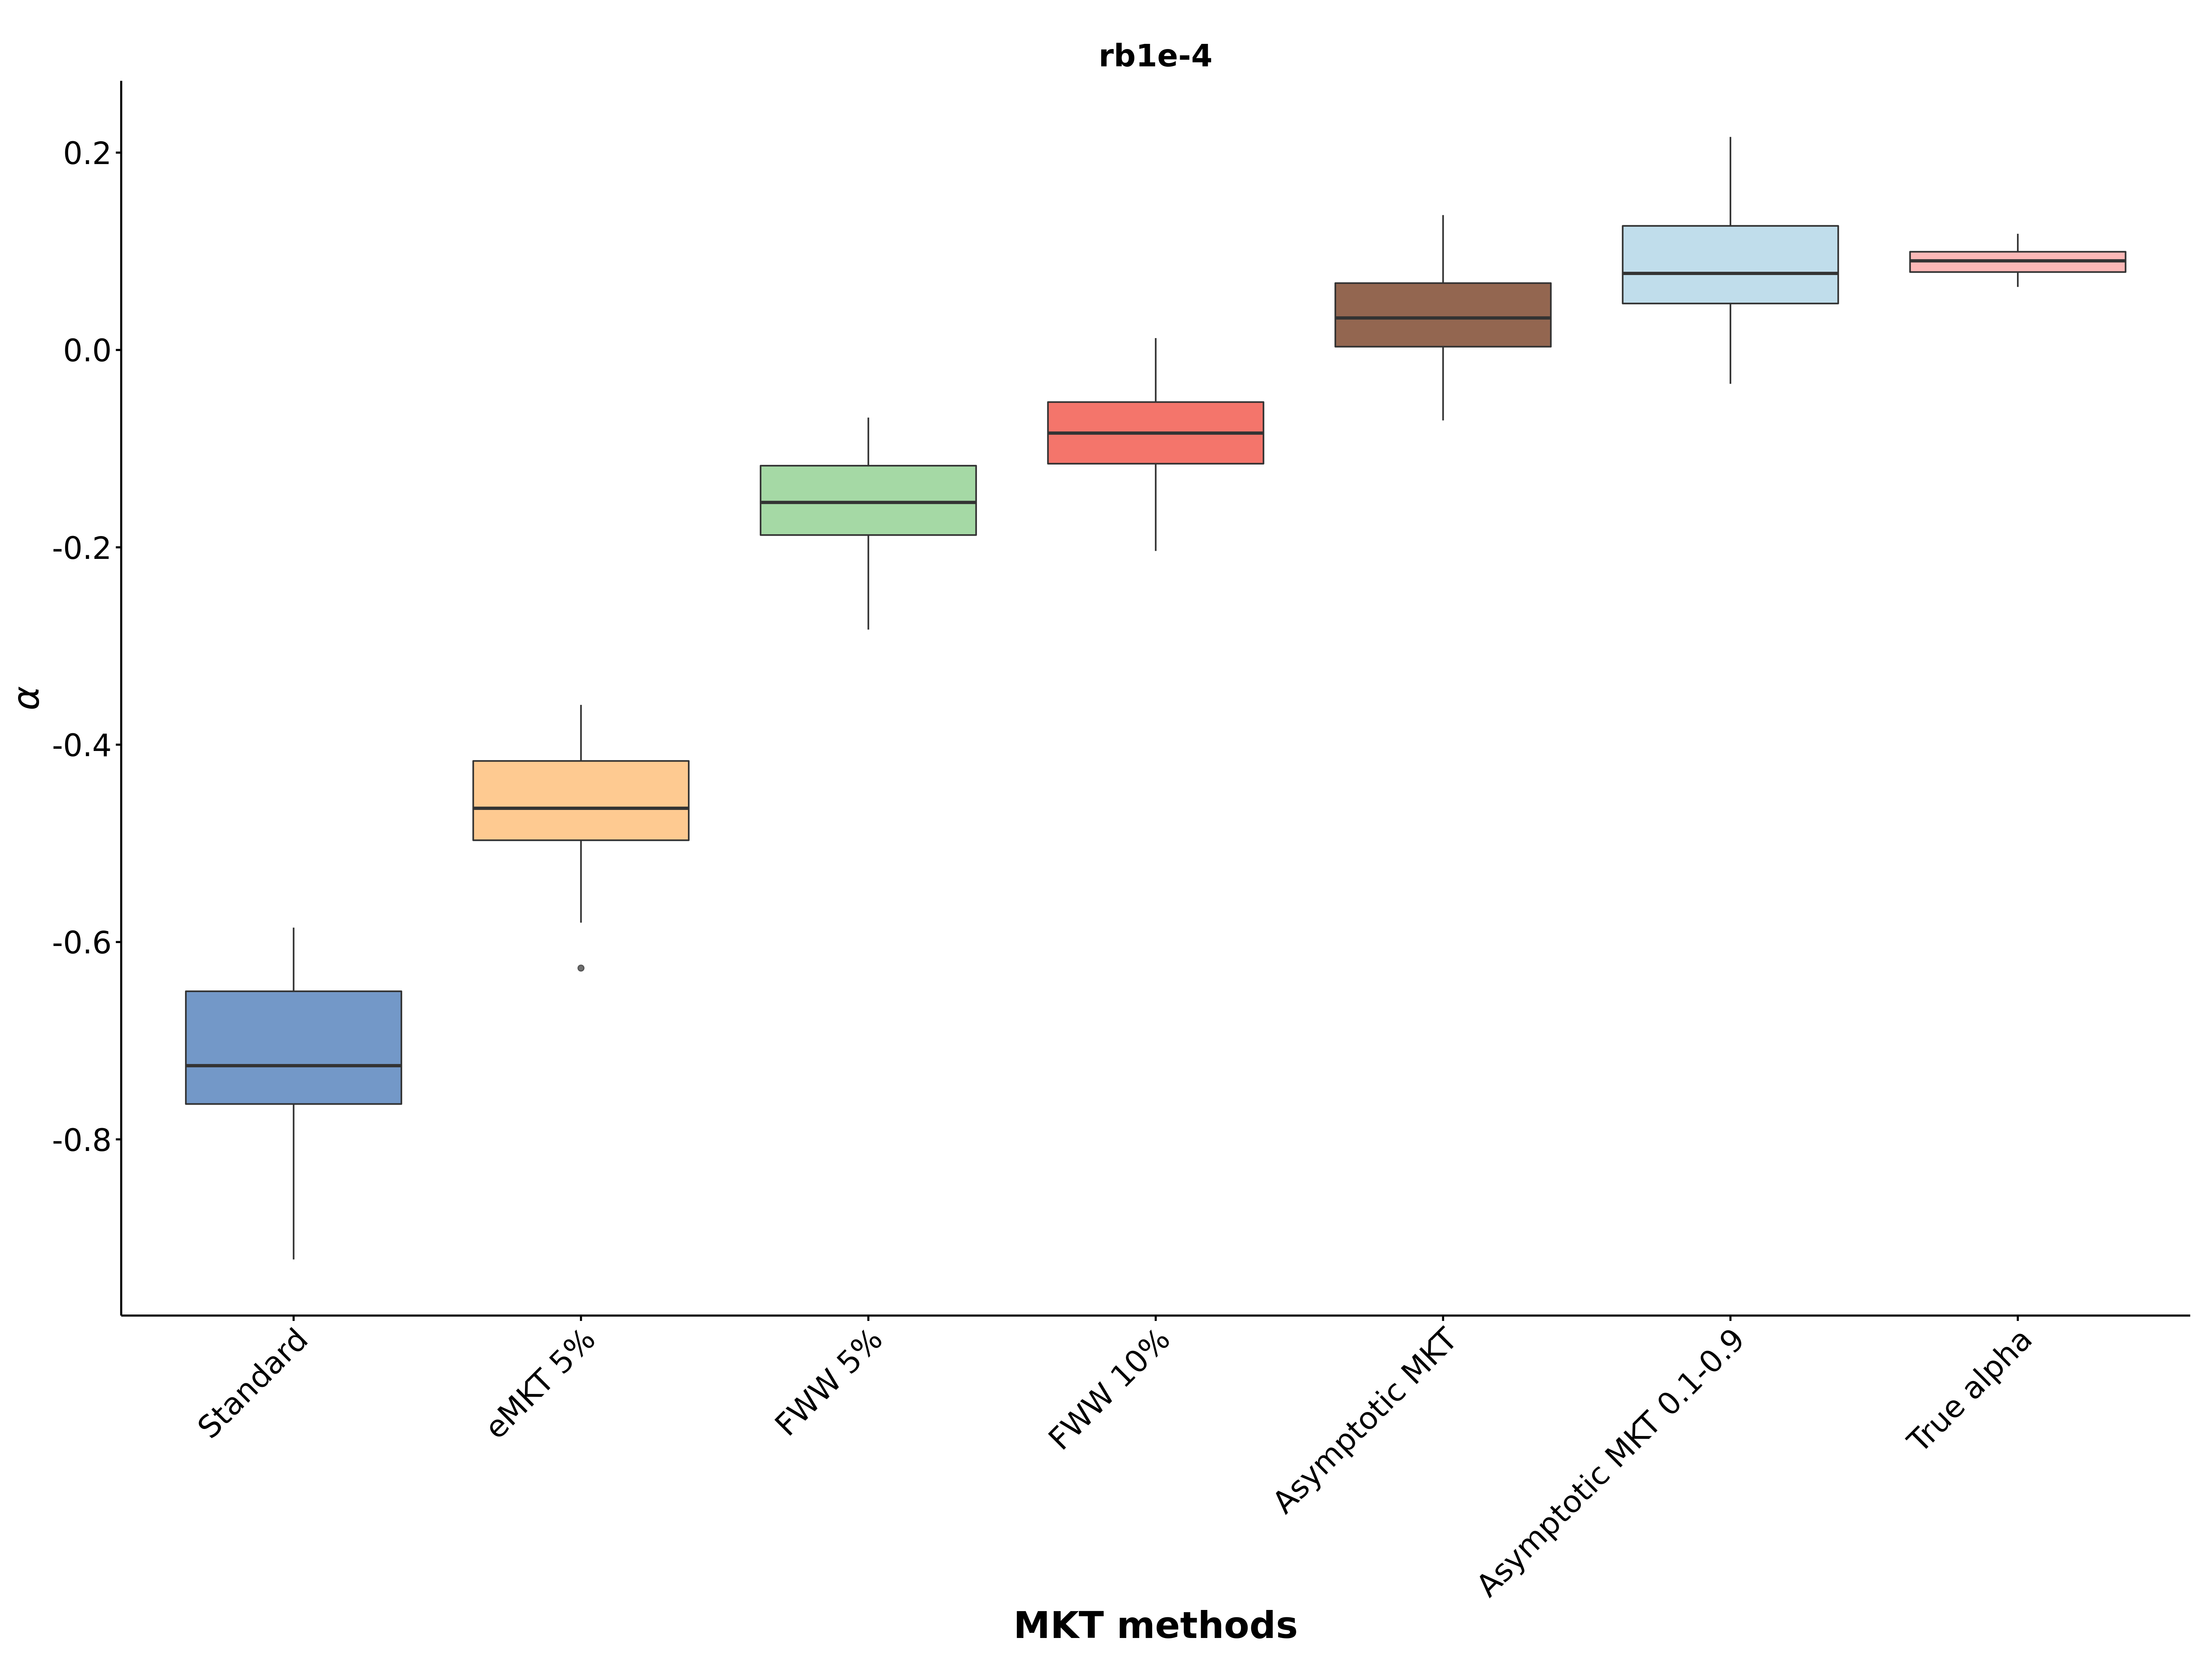 rb1e-4
0.2
0.0
-0.2
-0.4
-0.6
-0.8
α
Standard
eMKT 5%
FWW 5%
FWW 10%
Asymptotic MKT
Asymptotic MKT 0.1-0.9
True alpha
MKT methods